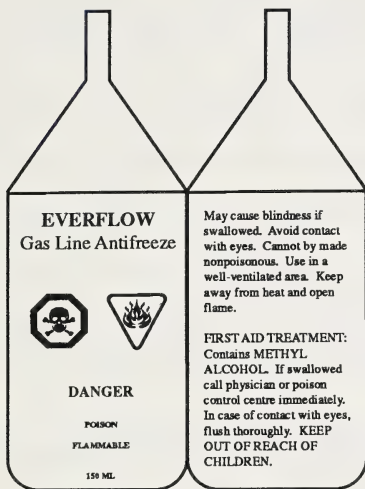 EVERFLOW
Gas Line Antifreeze
DANGER
POISON
FLAMMABLE
150 ML
May cause blindness if
swallowed. Avoid contact
with eyes. Cannot by made
nonpoisonous. Use in a
well-ventilated area. Keep
away from heat and open
flame.
FIRST AID TREATMENT:
Contains METHYL
ALCOHOL. If swallowed
call physician or poison
control centre immediately.
In case of contact with eyes,
flush thoroughly. KEEP
OUT OF REACH OF
CHILDREN.